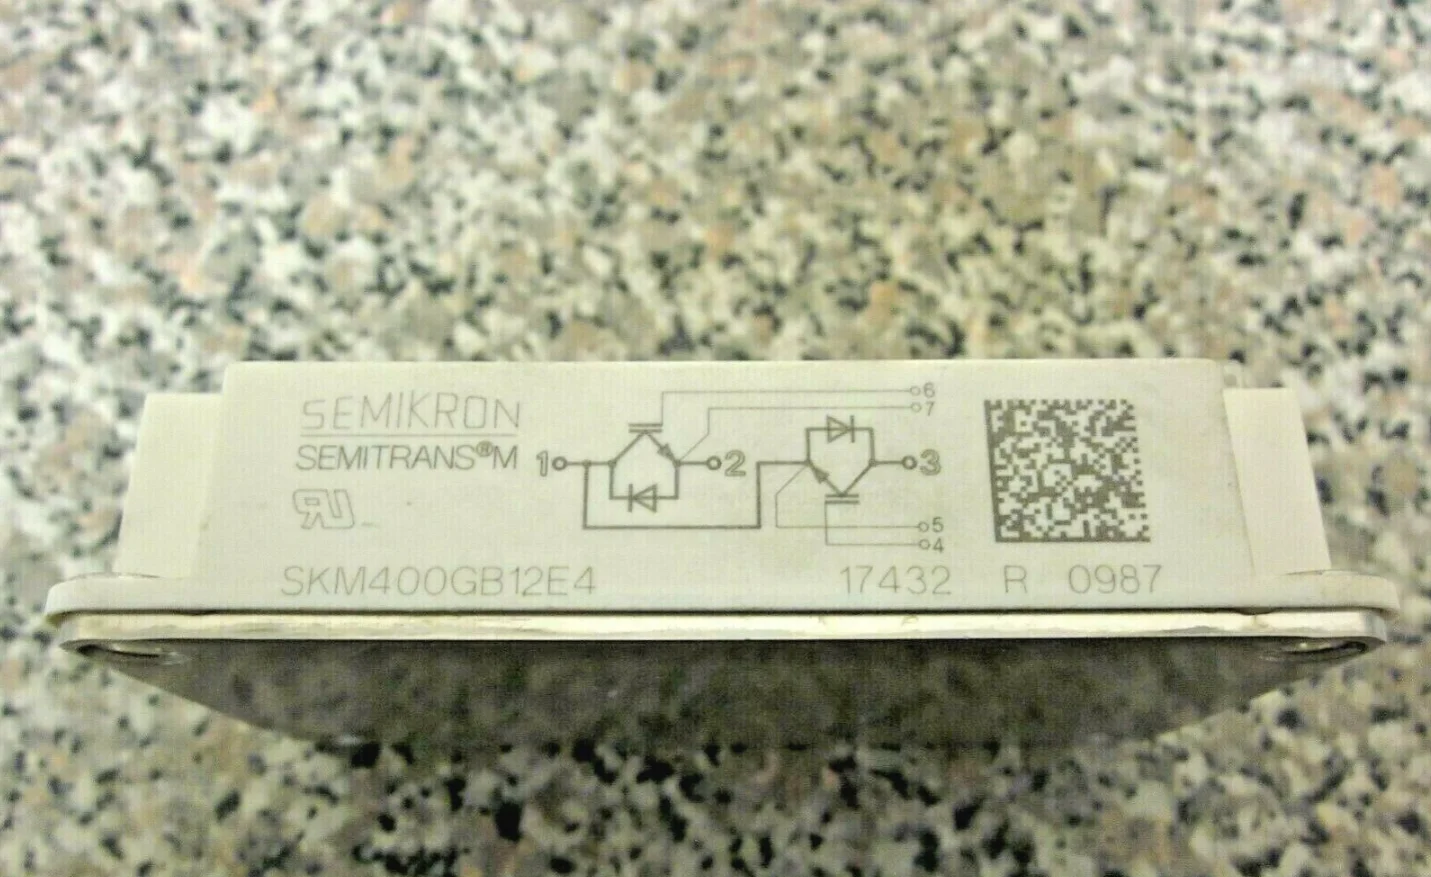 SEMIKRON
SEMITRANS®M
1 2 3
6
7
5
4
SKM400GB12E4 17432 R 0987